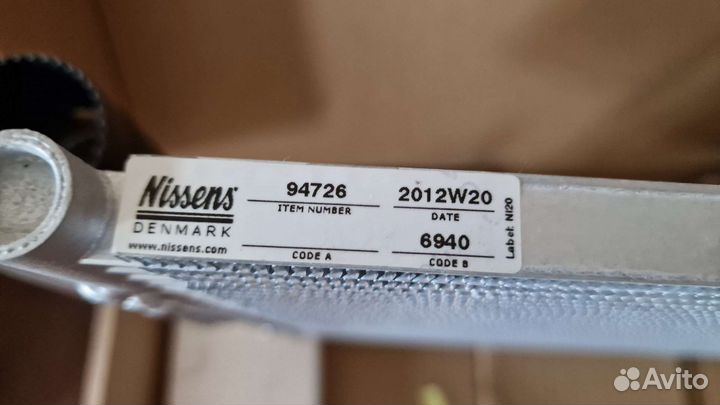 Nissens
DENMARK
www.nissens.com
94726
ITEM NUMBER
CODE A
2012W20
DATE
6940
CODE B
Label: NI20
Avito